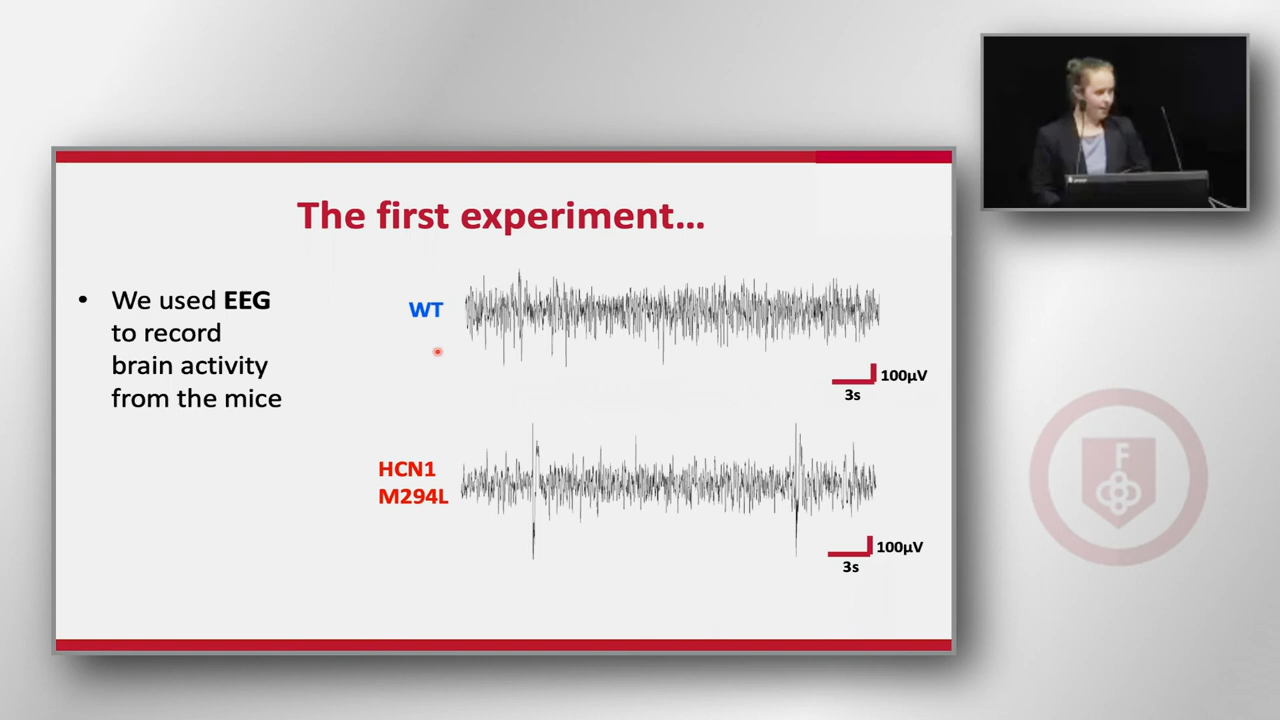 The first experiment...
• We used EEG
to record
brain activity
from the mice
WT
100µV
3s
HCN1
M294L
100µV
3s
F